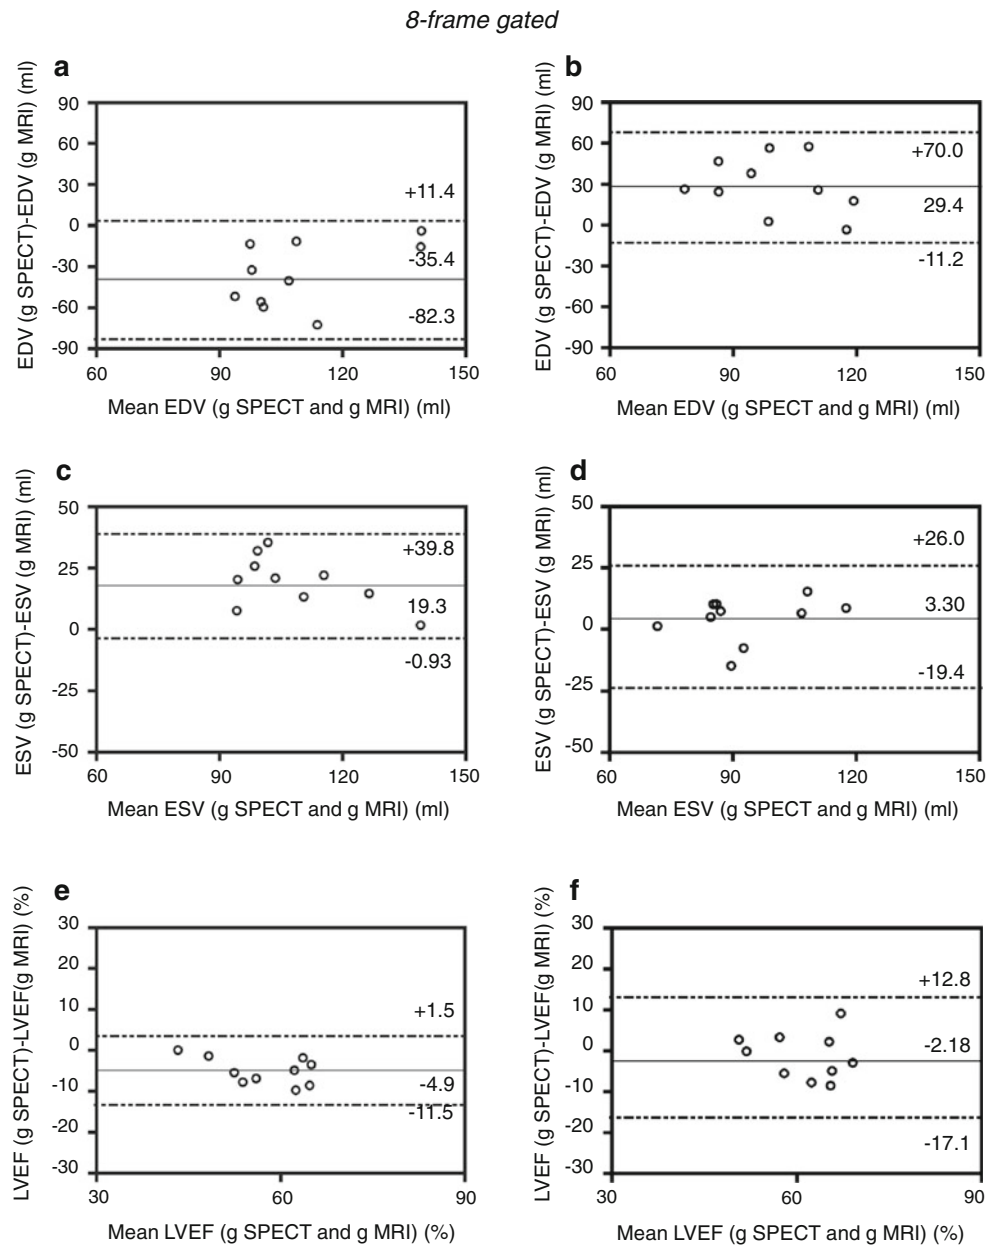 8-frame gated
a
EDV (g SPECT)-EDV (g MRI) (ml)
90
60
30
0
-30
-60
-90
+11.4
-35.4
-82.3
60 90 120 150
Mean EDV (g SPECT and g MRI) (ml)
b
EDV (g SPECT)-EDV (g MRI) (ml)
90
60
30
0
-30
-60
-90
+70.0
29.4
-11.2
60 90 120 150
Mean EDV (g SPECT and g MRI) (ml)
c
ESV (g SPECT)-ESV (g MRI) (ml)
50
25
0
-25
-50
+39.8
19.3
-0.93
60 90 120 150
Mean ESV (g SPECT and g MRI) (ml)
d
ESV (g SPECT)-ESV (g MRI) (ml)
50
25
0
-25
-50
+26.0
3.30
-19.4
60 90 120 150
Mean ESV (g SPECT and g MRI) (ml)
e
LVEF (g SPECT)-LVEF(g MRI) (%)
30
20
10
0
-10
-20
-30
+1.5
-4.9
-11.5
30 60 90
Mean LVEF (g SPECT and g MRI) (%)
f
LVEF (g SPECT)-LVEF(g MRI) (%)
30
20
10
0
-10
-20
-30
+12.8
-2.18
-17.1
30 60 90
Mean LVEF (g SPECT and g MRI) (%)